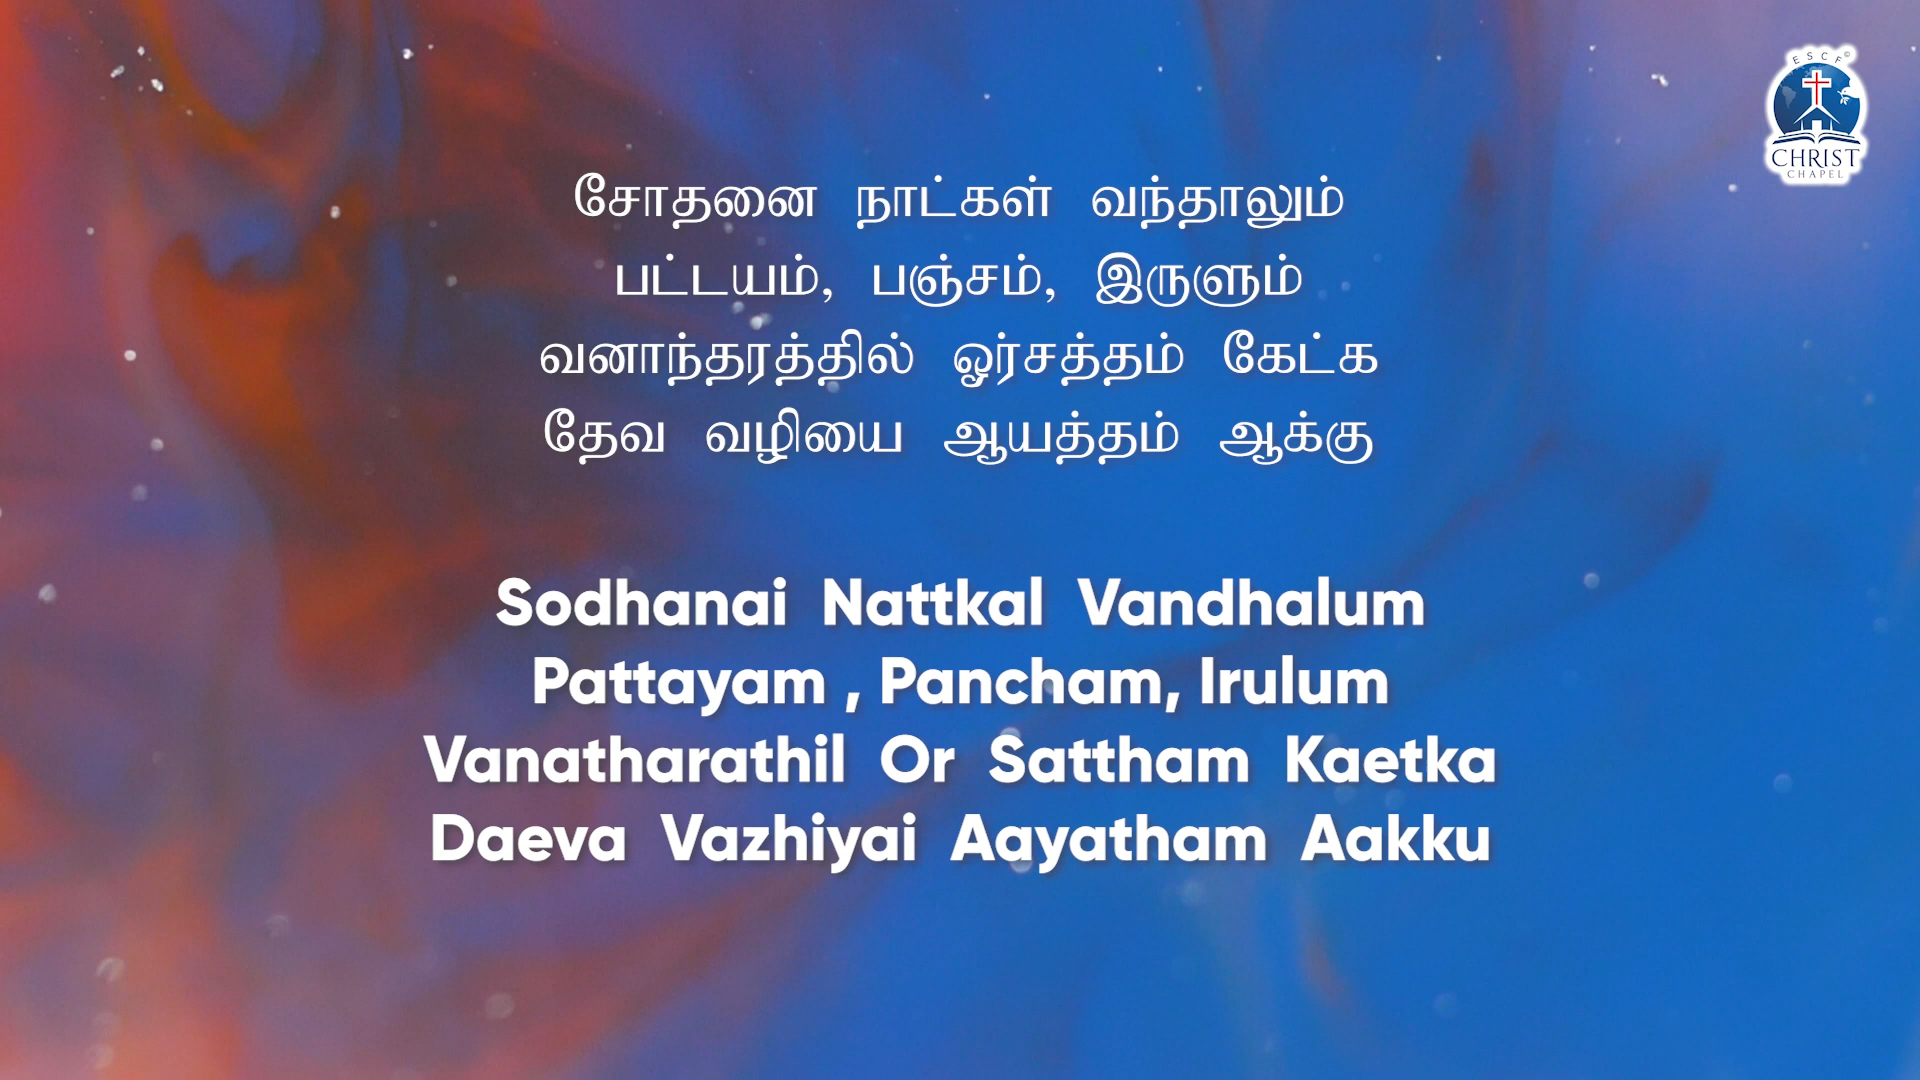 சோதனை நாட்கள் வந்தாலும்
பட்டயம், பஞ்சம், இருளும்
வனாந்தரத்தில் ஓர்சத்தம் கேட்க
தேவ வழியை ஆயத்தம் ஆக்கு
Sodhanai Nattkal Vandhalum
Pattayam , Pancham, Irulum
Vanatharathil Or Sattham Kaetka
Daeva Vazhiyai Aayatham Aakku
ESCF©
CHRIST
CHAPEL